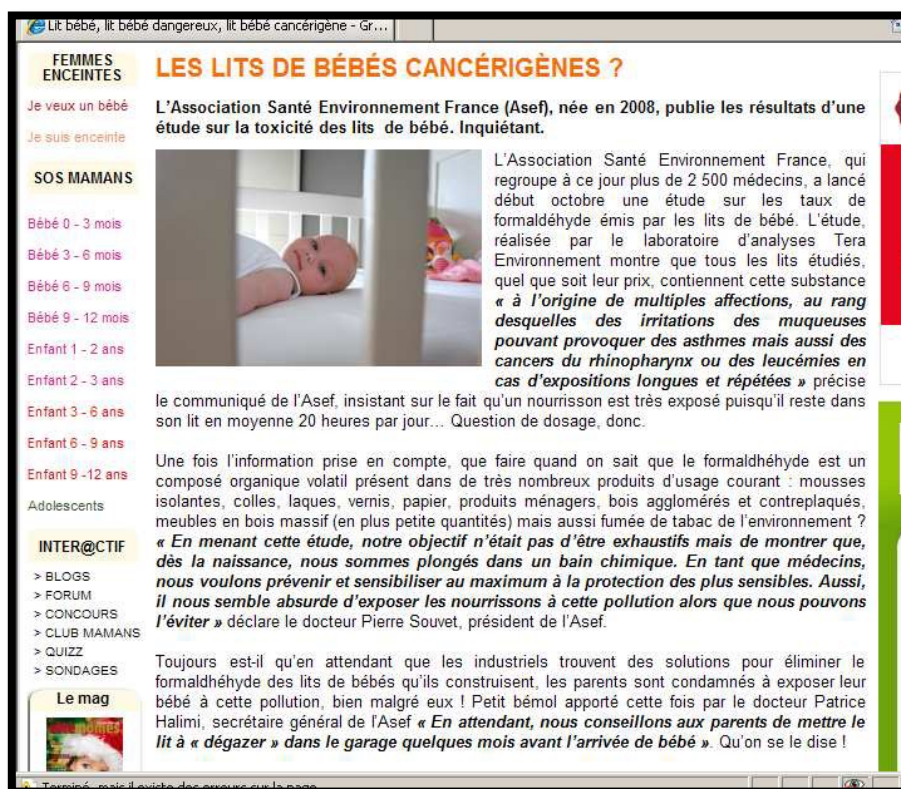 Lit bébé, lit bébé dangereux, lit bébé cancérigène - Gr...
FEMMES
ENCEINTES
Je veux un bébé
Je suis enceinte
SOS MAMANS
Bébé 0 - 3 mois
Bébé 3 - 6 mois
Bébé 6 - 9 mois
Bébé 9 - 12 mois
Enfant 1 - 2 ans
Enfant 2 - 3 ans
Enfant 3 - 6 ans
Enfant 6 - 9 ans
Enfant 9 -12 ans
Adolescents
INTER@CTIF
> BLOGS
> FORUM
> CONCOURS
> CLUB MAMANS
> QUIZZ
> SONDAGES
Le mag
LES LITS DE BÉBÉS CANCÉRIGÈNES ?
L'Association Santé Environnement France (Asef), née en 2008, publie les résultats d'une
étude sur la toxicité des lits de bébé. Inquiétant.
L'Association Santé Environnement France, qui
regroupe à ce jour plus de 2 500 médecins, a lancé
début octobre une étude sur les taux de
formaldéhyde émis par les lits de bébé. L'étude,
réalisée par le laboratoire d'analyses Tera
Environnement montre que tous les lits étudiés,
quel que soit leur prix, contiennent cette substance
« à l'origine de multiples affections, au rang
desquelles des irritations des muqueuses
pouvant provoquer des asthmes mais aussi des
cancers du rhinopharynx ou des leucémies en
cas d'expositions longues et répétées » précise
le communiqué de l'Asef, insistant sur le fait qu'un nourrisson est très exposé puisqu'il reste dans
son lit en moyenne 20 heures par jour… Question de dosage, donc.
Une fois l'information prise en compte, que faire quand on sait que le formaldhéhyde est un
composé organique volatil présent dans de très nombreux produits d'usage courant : mousses
isolantes, colles, laques, vernis, papier, produits ménagers, bois agglomérés et contreplaqués,
meubles en bois massif (en plus petite quantités) mais aussi fumée de tabac de l'environnement ?
« En menant cette étude, notre objectif n'était pas d'être exhaustifs mais de montrer que,
dès la naissance, nous sommes plongés dans un bain chimique. En tant que médecins,
nous voulons prévenir et sensibiliser au maximum à la protection des plus sensibles. Aussi,
il nous semble absurde d'exposer les nourrissons à cette pollution alors que nous pouvons
l'éviter » déclare le docteur Pierre Souvet, président de l'Asef.
Toujours est-il qu'en attendant que les industriels trouvent des solutions pour éliminer le
formaldhéhyde des lits de bébés qu'ils construisent, les parents sont condamnés à exposer leur
bébé à cette pollution, bien malgré eux ! Petit bémol apporté cette fois par le docteur Patrice
Halimi, secrétaire général de l'Asef « En attendant, nous conseillons aux parents de mettre le
lit à « dégazer » dans le garage quelques mois avant l'arrivée de bébé ». Qu'on se le dise !
Terminé, mais il existe des erreurs sur la page.